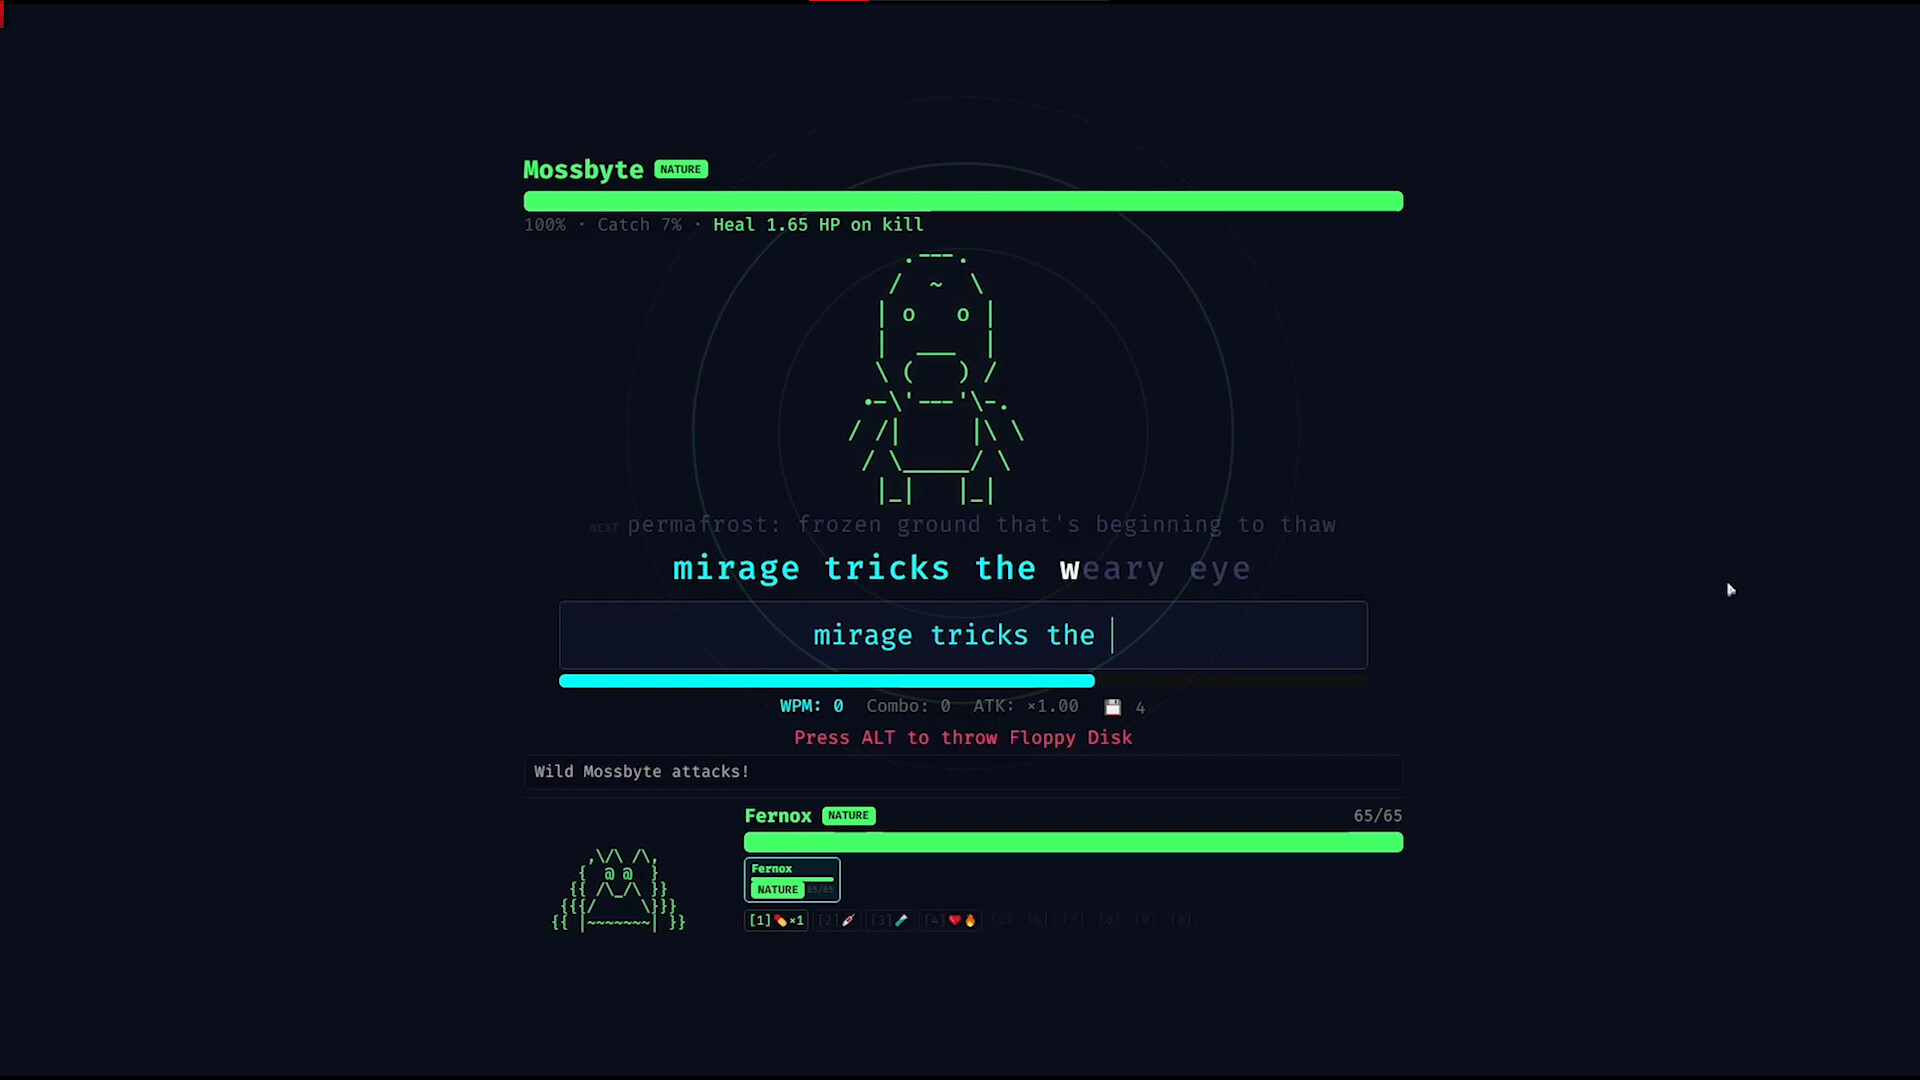 Mossbyte NATURE
100% · Catch 7% · Heal 1.65 HP on kill
NEXT permafrost: frozen ground that's beginning to thaw
mirage tricks the weary eye
mirage tricks the
WPM: 0 Combo: 0 ATK: ×1.00 💾 4
Press ALT to throw Floppy Disk
Wild Mossbyte attacks!
Fernox NATURE 65/65
Fernox
NATURE 65/65
[1] 💊×1 [2] [3] [4]